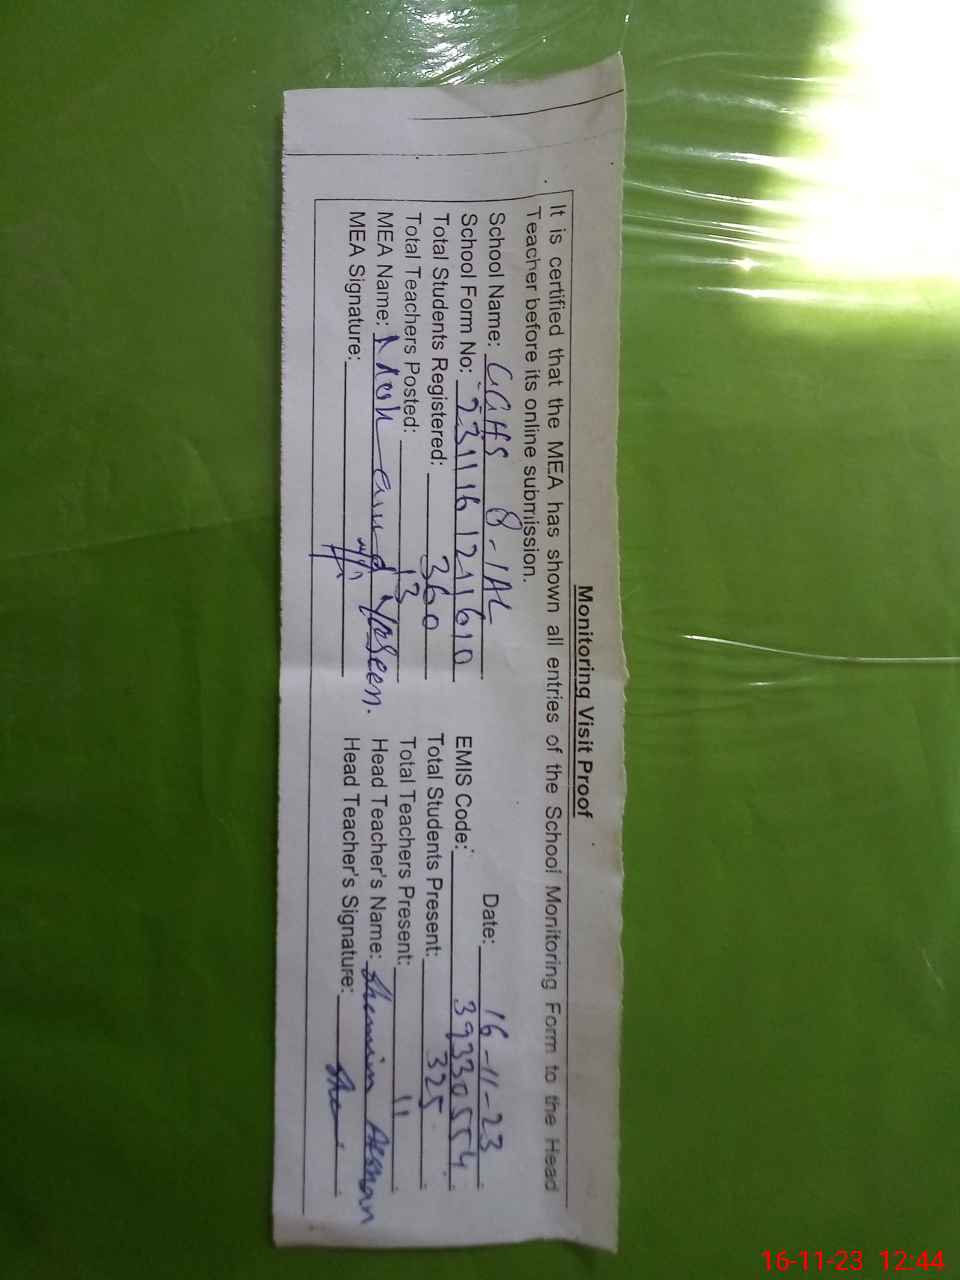 Monitoring Visit Proof
It is certified that the MEA has shown all entries of the School Monitoring Form to the Head
Teacher before its online submission.
School Name: GGHS 8-1AL Date: 16-11-23
School Form No: 231116121610 EMIS Code: 39330554
Total Students Registered: 360 Total Students Present: 325
Total Teachers Posted: 13 Total Teachers Present: 11
MEA Name: Yaseen. Head Teacher's Name: Shamim
MEA Signature: Head Teacher's Signature:
16-11-23 12:44